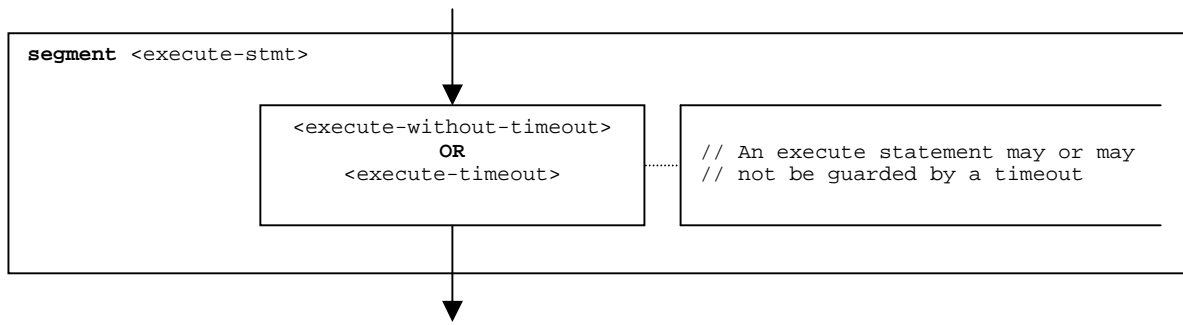 segment <execute-stmt>
<execute-without-timeout>
OR
<execute-timeout>
// An execute statement may or may
// not be guarded by a timeout